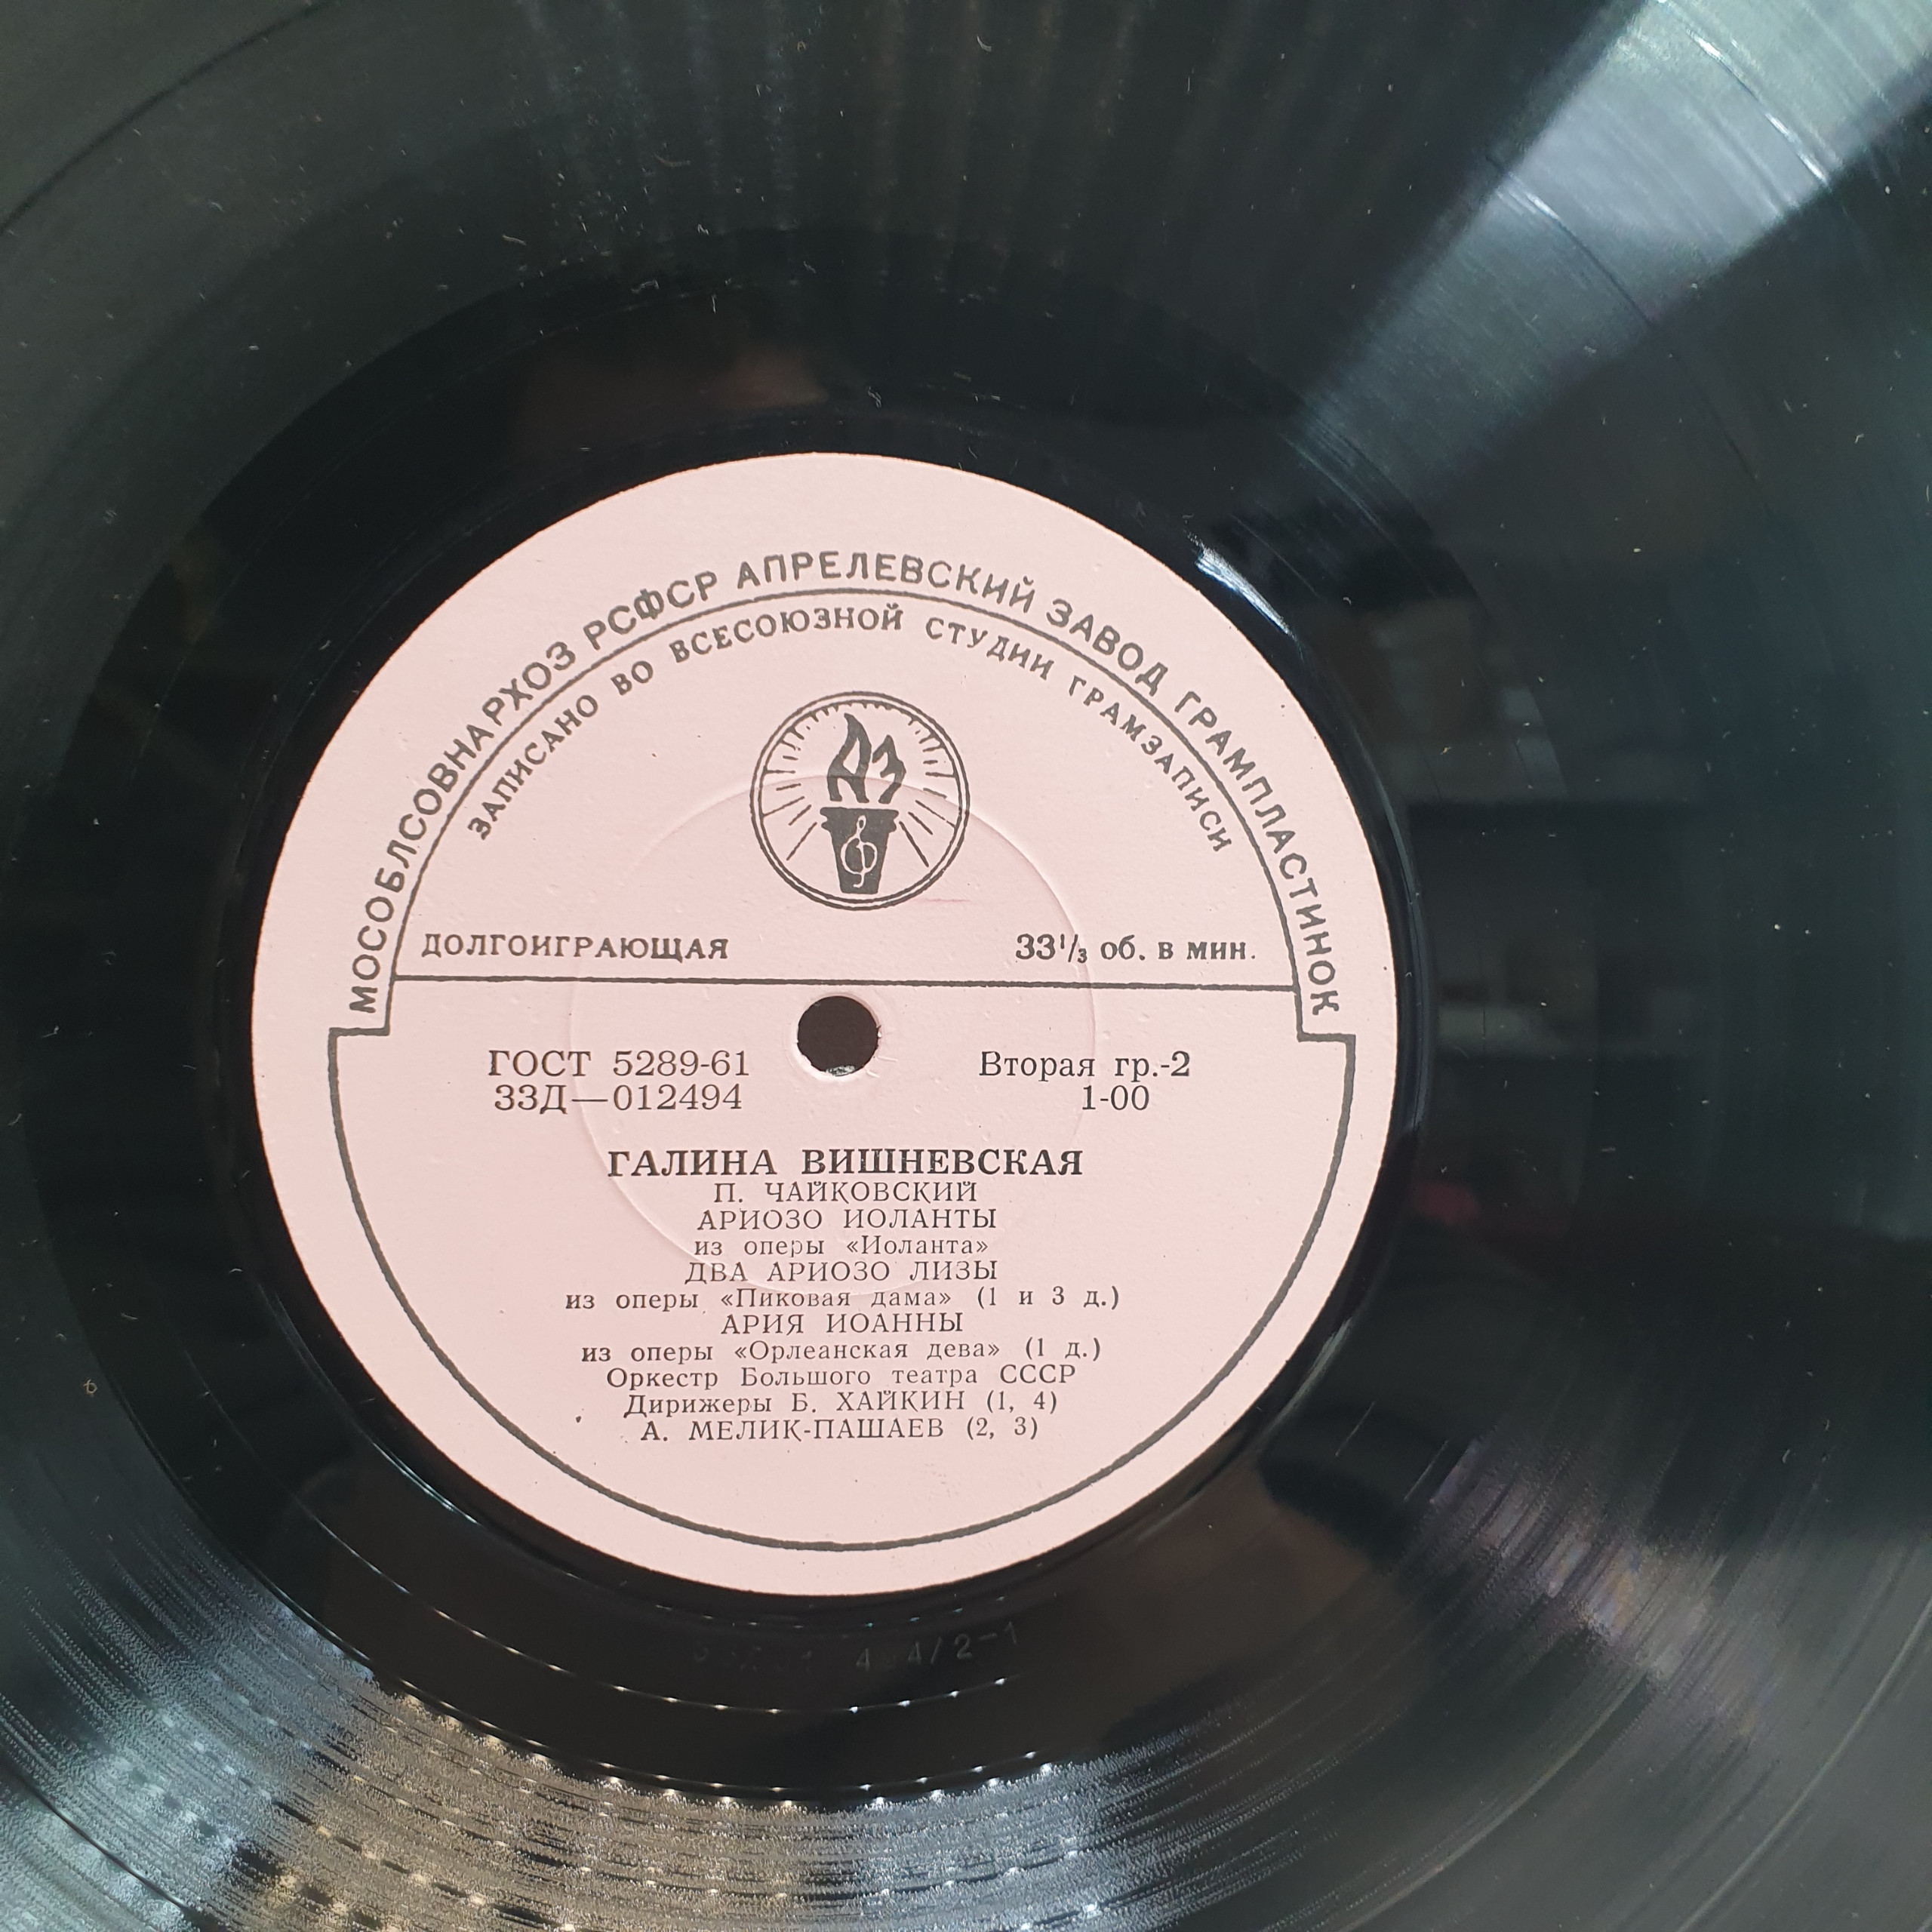 МОСОБЛСОВНАРХОЗ РСФСР АПРЕЛЕВСКИЙ ЗАВОД ГРАМПЛАСТИНОК
ЗАПИСАНО ВО ВСЕСОЮЗНОЙ СТУДИИ ГРАМЗАПИСИ
АЗ
ДОЛГОИГРАЮЩАЯ 33¹/₃ об. в мин.
ГОСТ 5289-61 Вторая гр.-2
33Д—012494 1-00
ГАЛИНА ВИШНЕВСКАЯ
П. ЧАЙКОВСКИЙ
АРИОЗО ИОЛАНТЫ
из оперы «Иоланта»
ДВА АРИОЗО ЛИЗЫ
из оперы «Пиковая дама» (1 и 3 д.)
АРИЯ ИОАННЫ
из оперы «Орлеанская дева» (1 д.)
Оркестр Большого театра СССР
Дирижеры Б. ХАЙКИН (1, 4)
А. МЕЛИК-ПАШАЕВ (2, 3)